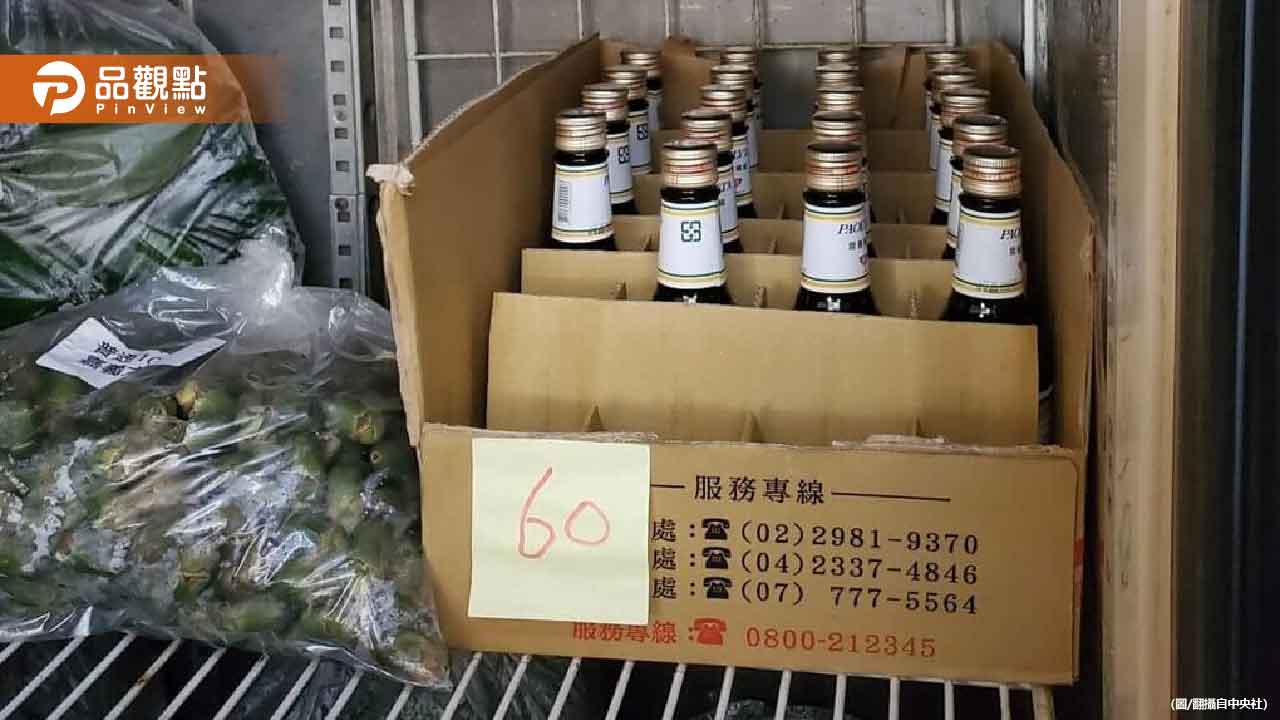 品觀點
PinView
60
服務專線
處：☎(02)2981-9370
處：☎(04)2337-4846
處：☎(07) 777-5564
服務專線：☎ 0800-212345
(圖/翻攝自中央社)